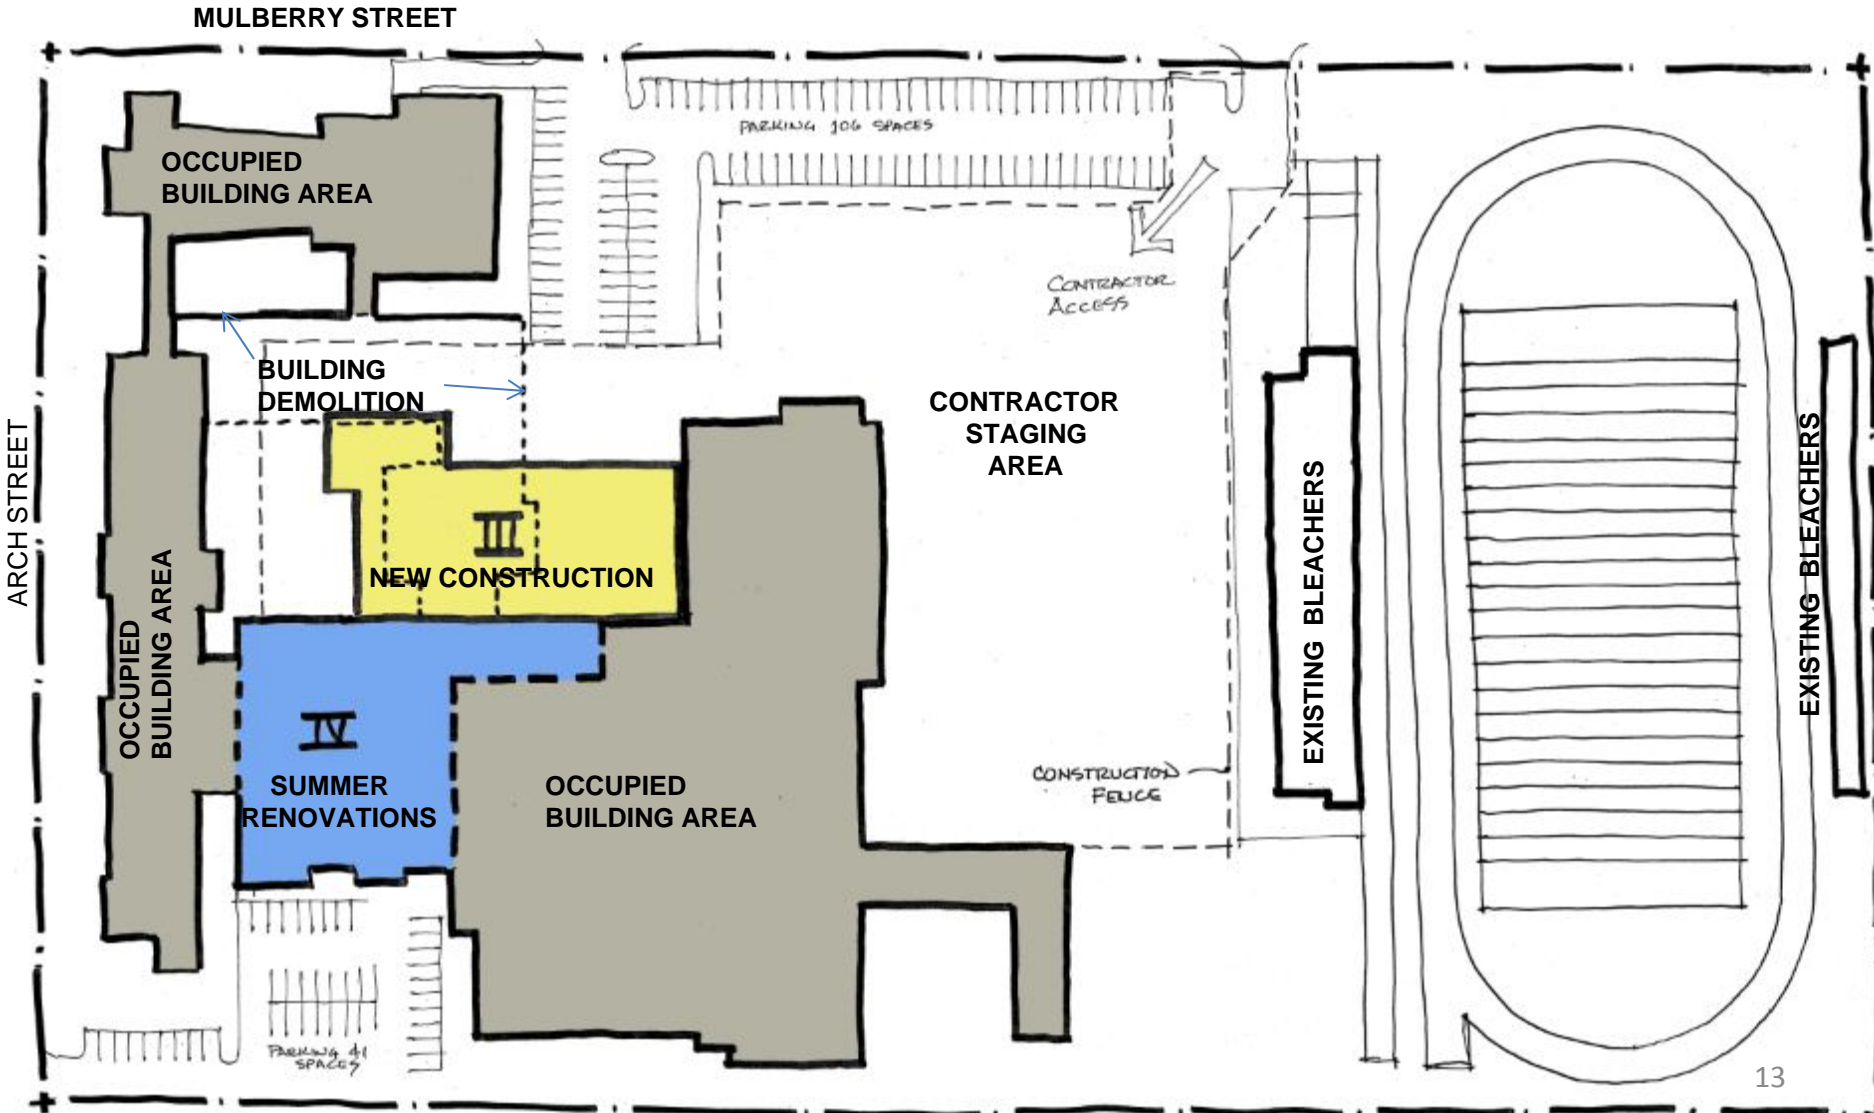 MULBERRY STREET
PARKING 106 SPACES
OCCUPIED
BUILDING AREA
CONTRACTOR
ACCESS
BUILDING
DEMOLITION
CONTRACTOR
STAGING
AREA
ARCH STREET
III
NEW CONSTRUCTION
EXISTING BLEACHERS
EXISTING BLEACHERS
OCCUPIED
BUILDING AREA
IV
SUMMER
RENOVATIONS
OCCUPIED
BUILDING AREA
CONSTRUCTION
FENCE
PARKING 41
SPACES
13